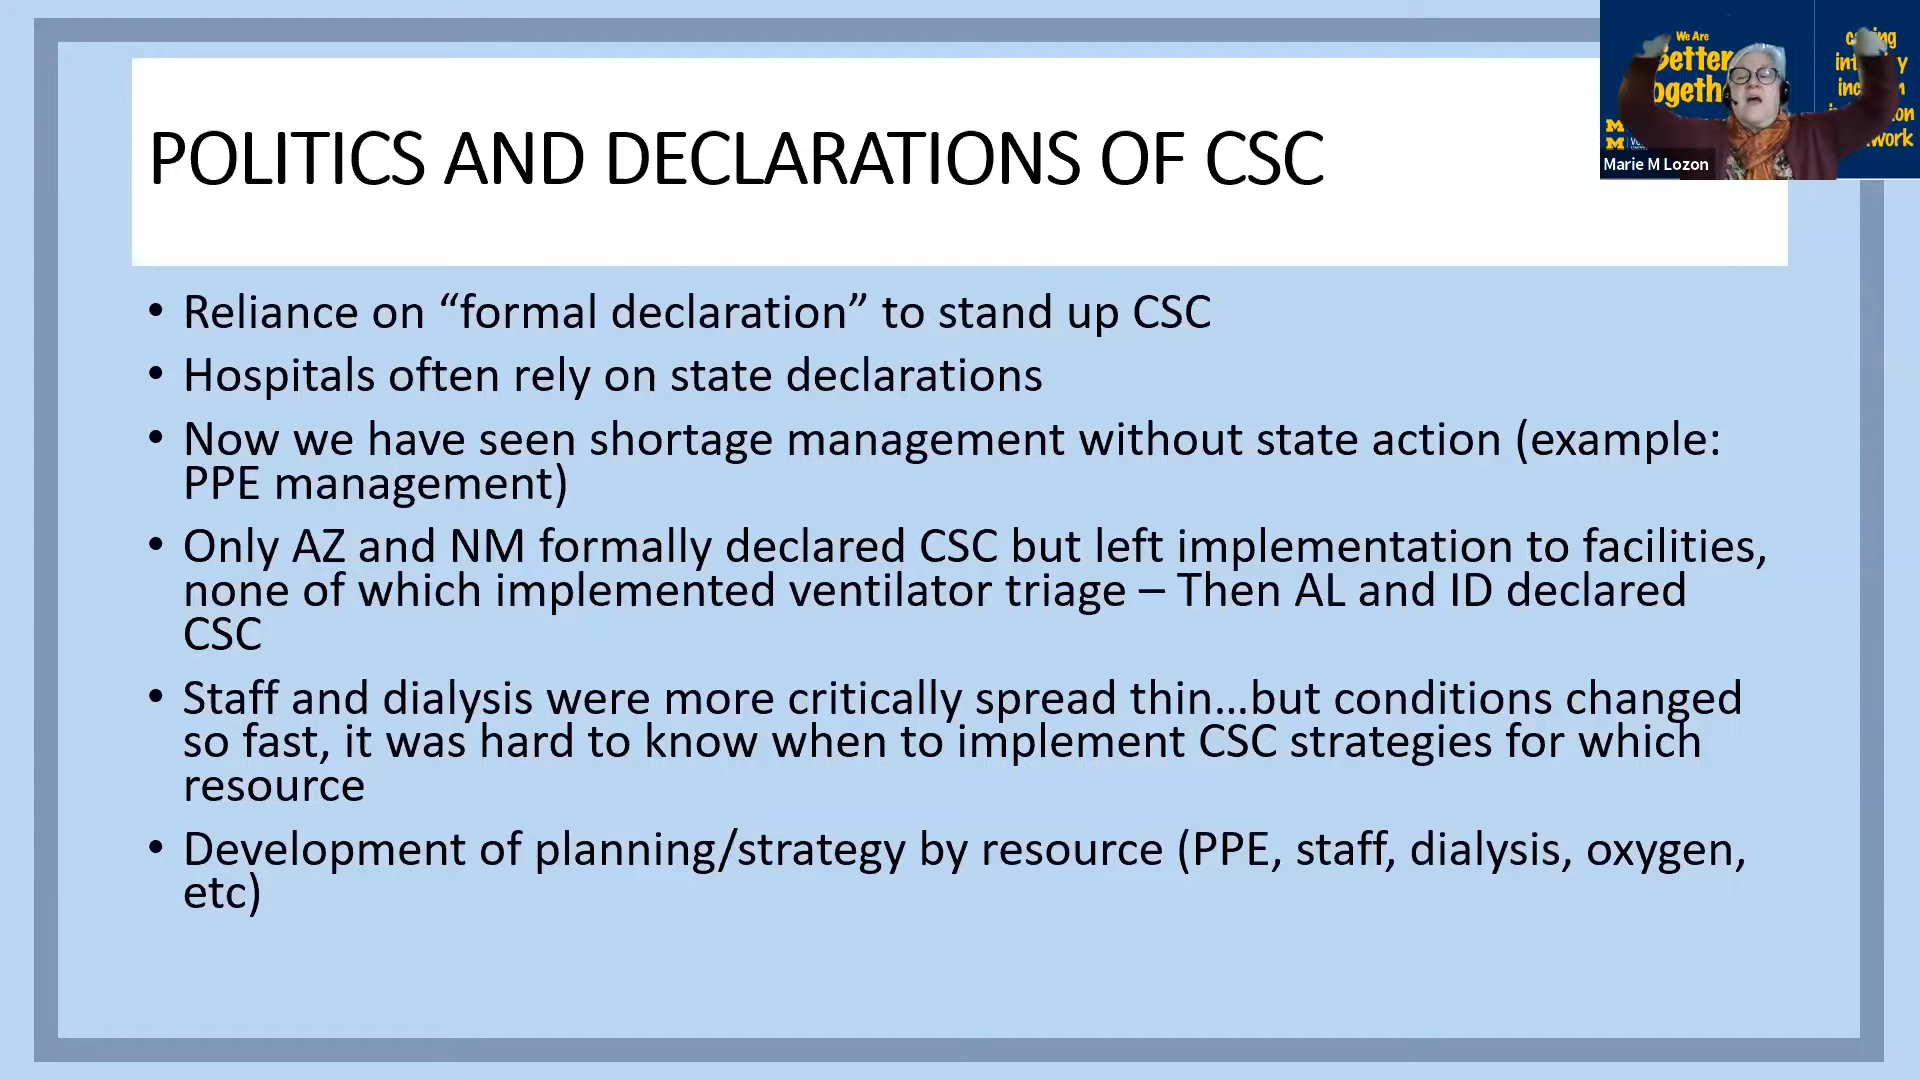 POLITICS AND DECLARATIONS OF CSC
• Reliance on “formal declaration” to stand up CSC
• Hospitals often rely on state declarations
• Now we have seen shortage management without state action (example:
PPE management)
• Only AZ and NM formally declared CSC but left implementation to facilities,
none of which implemented ventilator triage – Then AL and ID declared
CSC
• Staff and dialysis were more critically spread thin...but conditions changed
so fast, it was hard to know when to implement CSC strategies for which
resource
• Development of planning/strategy by resource (PPE, staff, dialysis, oxygen,
etc)
We Are
Better
Marie M Lozon